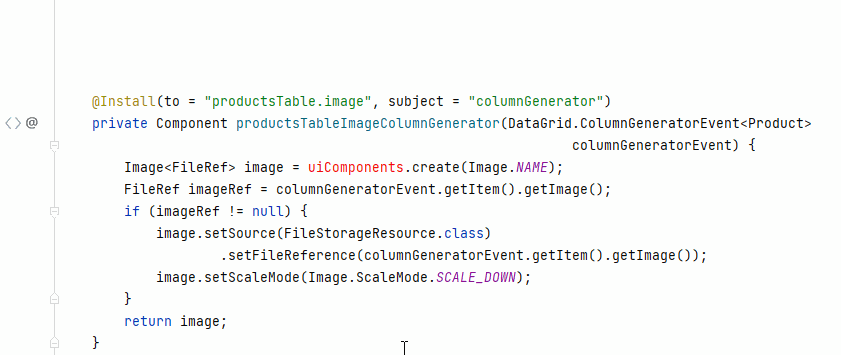 @Install(to = "productsTable.image", subject = "columnGenerator")
private Component productsTableImageColumnGenerator(DataGrid.ColumnGeneratorEvent<Product>
columnGeneratorEvent) {
Image<FileRef> image = uiComponents.create(Image.NAME);
FileRef imageRef = columnGeneratorEvent.getItem().getImage();
if (imageRef != null) {
image.setSource(FileStorageResource.class)
.setFileReference(columnGeneratorEvent.getItem().getImage());
image.setScaleMode(Image.ScaleMode.SCALE_DOWN);
}
return image;
}